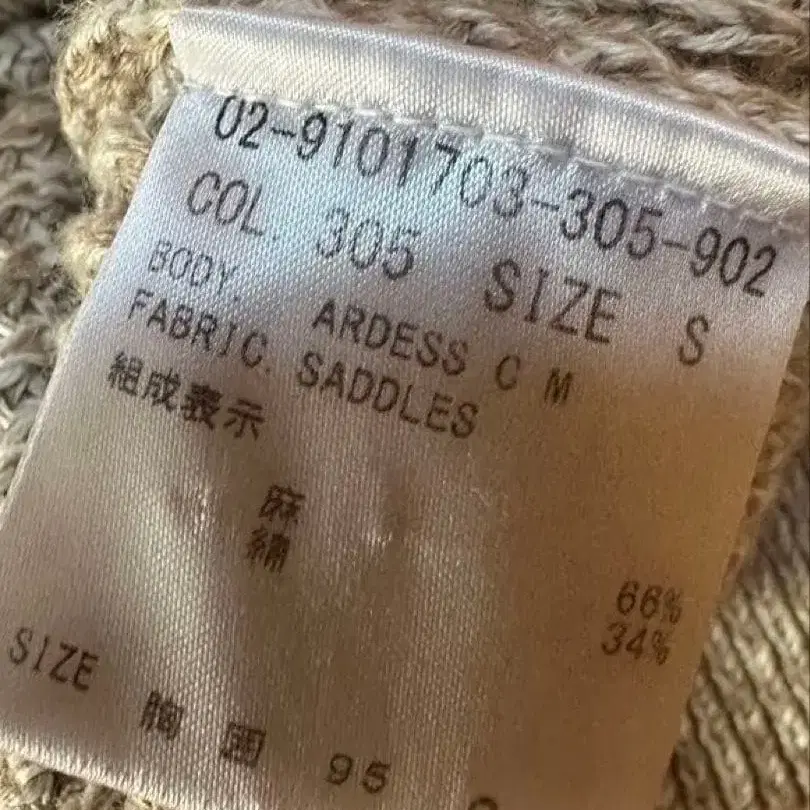 02-9101703-305-902
COL. 305 SIZE S
BODY. ARDESS C M
FABRIC. SADDLES
組成表示
麻 66%
綿 34%
SIZE 胸囲 95